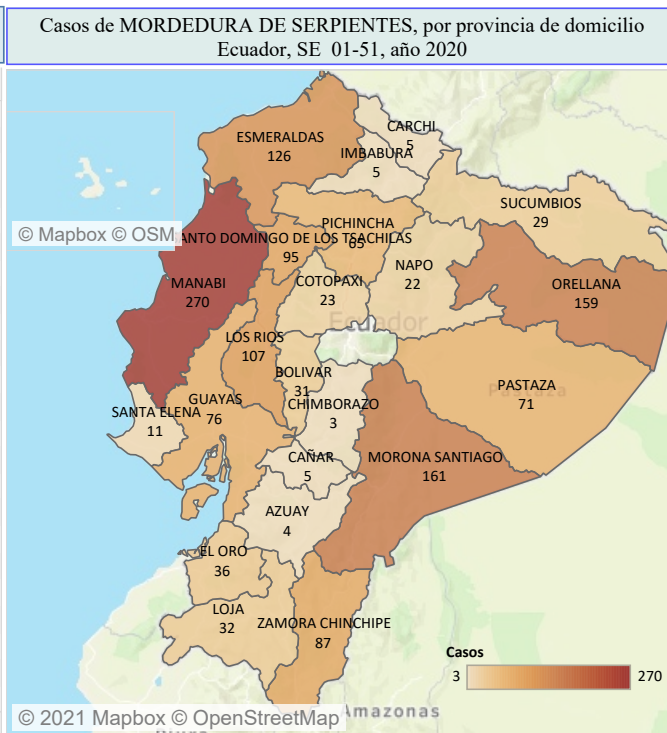 Casos de MORDEDURA DE SERPIENTES, por provincia de domicilio
Ecuador, SE 01-51, año 2020
CARCHI
5
ESMERALDAS
126
IMBABURA
5
SUCUMBIOS
29
© Mapbox © OSM
PICHINCHA
65
ANTO DOMINGO DE LOS TSACHILAS
95
NAPO
22
COTOPAXI
23
MANABI
270
ORELLANA
159
Ecuador
LOS RIOS
107
BOLIVAR
31
PASTAZA
71
Pastaza
GUAYAS
76
SANTA ELENA
11
CHIMBORAZO
3
CAÑAR
5
MORONA SANTIAGO
161
AZUAY
4
EL ORO
36
LOJA
32
ZAMORA CHINCHIPE
87
Casos
3
270
© 2021 Mapbox © OpenStreetMap
Amazonas